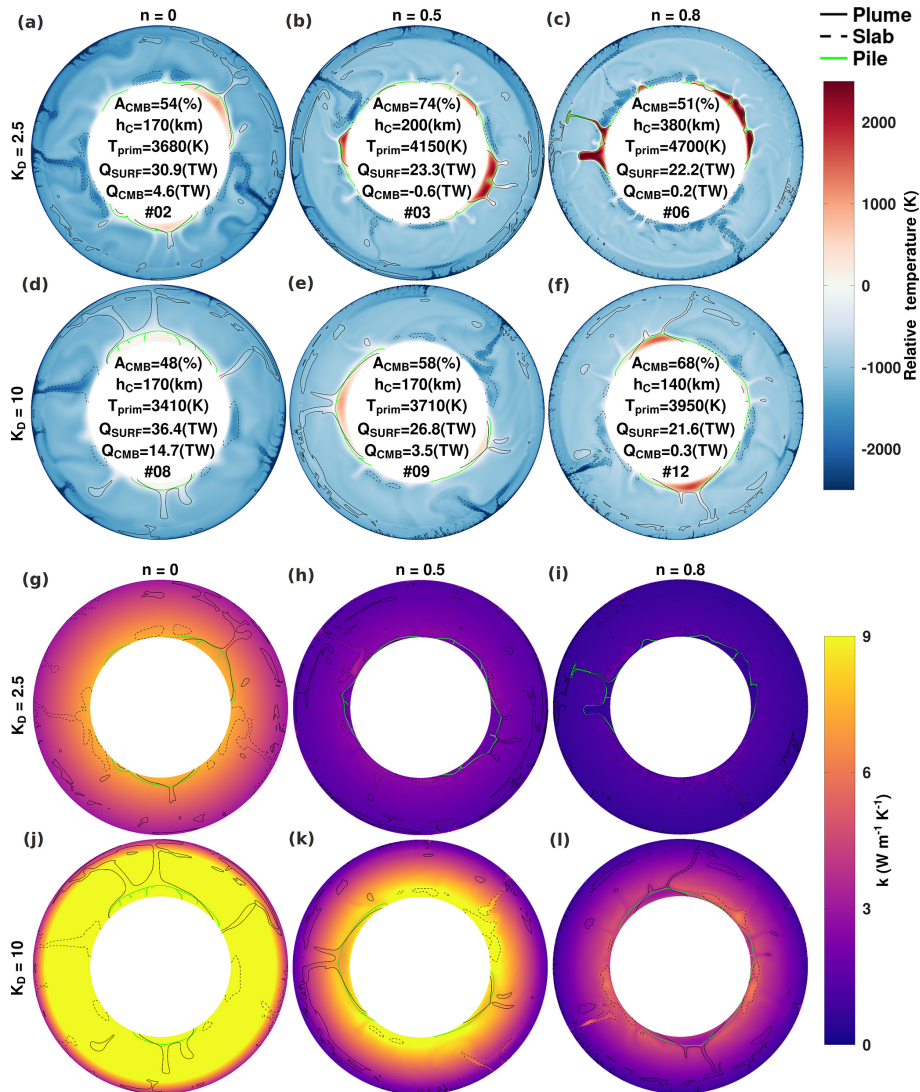 n = 0
n = 0.5
n = 0.8
Plume
Slab
Pile
(a)
(b)
(c)
K_D = 2.5
A_CMB=54(%)
h_C=170(km)
T_prim=3680(K)
Q_SURF=30.9(TW)
Q_CMB=4.6(TW)
#02
A_CMB=74(%)
h_C=200(km)
T_prim=4150(K)
Q_SURF=23.3(TW)
Q_CMB=-0.6(TW)
#03
A_CMB=51(%)
h_C=380(km)
T_prim=4700(K)
Q_SURF=22.2(TW)
Q_CMB=0.2(TW)
#06
(d)
(e)
(f)
K_D = 10
A_CMB=48(%)
h_C=170(km)
T_prim=3410(K)
Q_SURF=36.4(TW)
Q_CMB=14.7(TW)
#08
A_CMB=58(%)
h_C=170(km)
T_prim=3710(K)
Q_SURF=26.8(TW)
Q_CMB=3.5(TW)
#09
A_CMB=68(%)
h_C=140(km)
T_prim=3950(K)
Q_SURF=21.6(TW)
Q_CMB=0.3(TW)
#12
2000
1000
0
-1000
-2000
Relative temperature (K)
n = 0
n = 0.5
n = 0.8
(g)
(h)
(i)
K_D = 2.5
(j)
(k)
(l)
K_D = 10
9
6
3
0
k (W m⁻¹ K⁻¹)